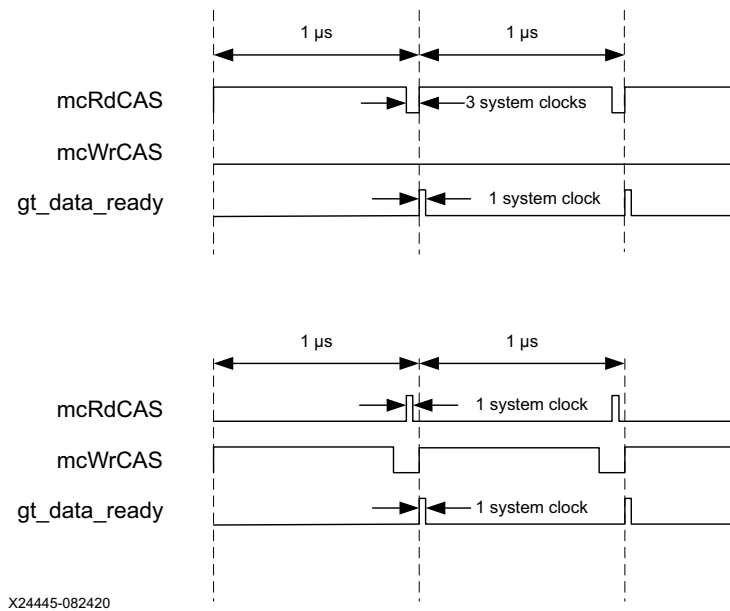 1 µs 1 µs
mcRdCAS
3 system clocks
mcWrCAS
gt_data_ready
1 system clock
1 µs 1 µs
mcRdCAS
1 system clock
mcWrCAS
gt_data_ready
1 system clock
X24445-082420